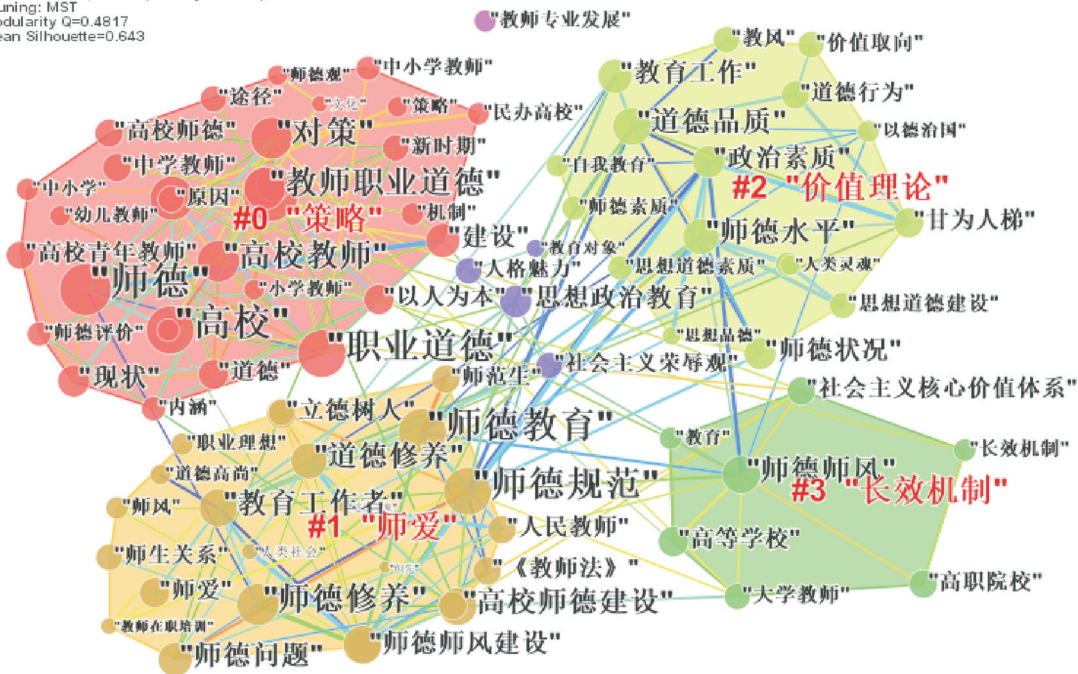 uning: MST
odularity Q=0.4817
ean Silhouette=0.643
"教师专业发展"
"师德观"
"中小学教师"
"途径"
"文化"
"策略"
"民办高校"
"高校师德"
"对策"
"新时期"
"中学教师"
"教师职业道德"
"中小学"
"原因"
"幼儿教师"
#0 "策略"
"机制"
"建设"
"高校青年教师"
"高校教师"
"师德"
"小学教师"
"以人为本"
"师德评价"
"高校"
"职业道德"
"现状"
"道德"
"内涵"
"教风"
"价值取向"
"教育工作"
"道德行为"
"道德品质"
"以德治国"
"自我教育"
"政治素质"
#2 "价值理论"
"师德素质"
"甘为人梯"
"师德水平"
"教育对象"
"人格魅力"
"思想道德素质"
"人类灵魂"
"思想政治教育"
"思想道德建设"
"思想品德"
"师德状况"
"社会主义荣辱观"
"师范生"
"立德树人"
"师德教育"
"职业理想"
"道德修养"
"道德高尚"
"师德规范"
"师风"
"教育工作者"
#1 "师爱"
"人民教师"
"师生关系"
"人类社会"
"《教师法》"
"师爱"
"师德修养"
"高校师德建设"
"教师在职培训"
"师德问题"
"师德师风建设"
"社会主义核心价值体系"
"教育"
"长效机制"
"师德师风"
#3 "长效机制"
"高等学校"
"高职院校"
"大学教师"